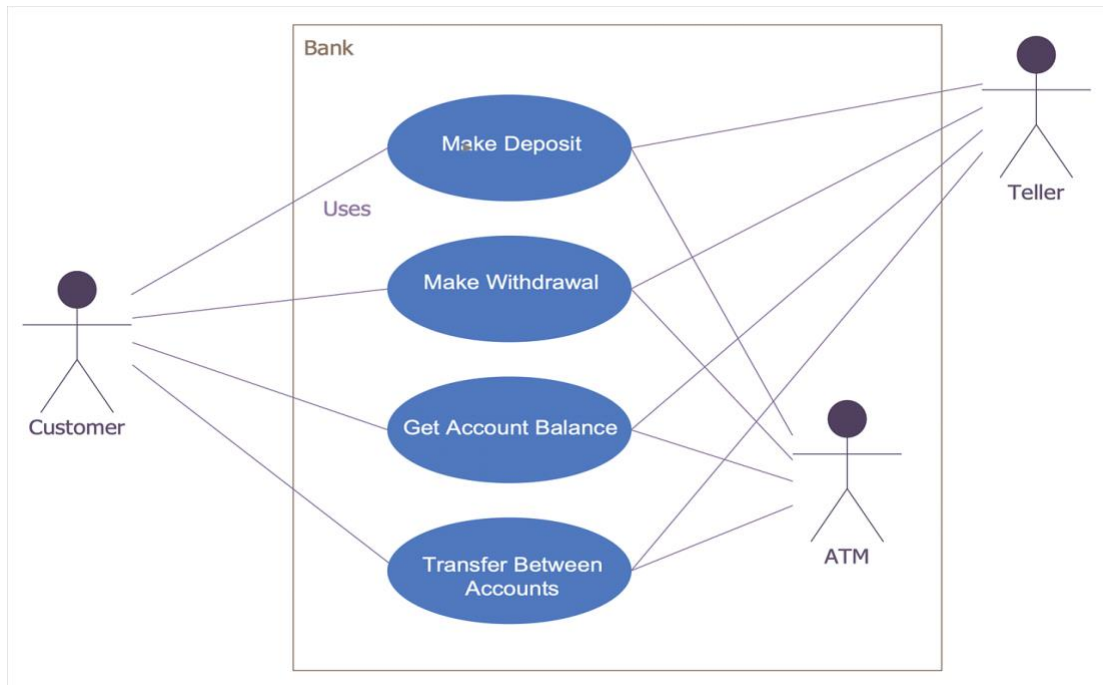 Bank
Make Deposit
Teller
Uses
Make Withdrawal
Customer
Get Account Balance
ATM
Transfer Between
Accounts